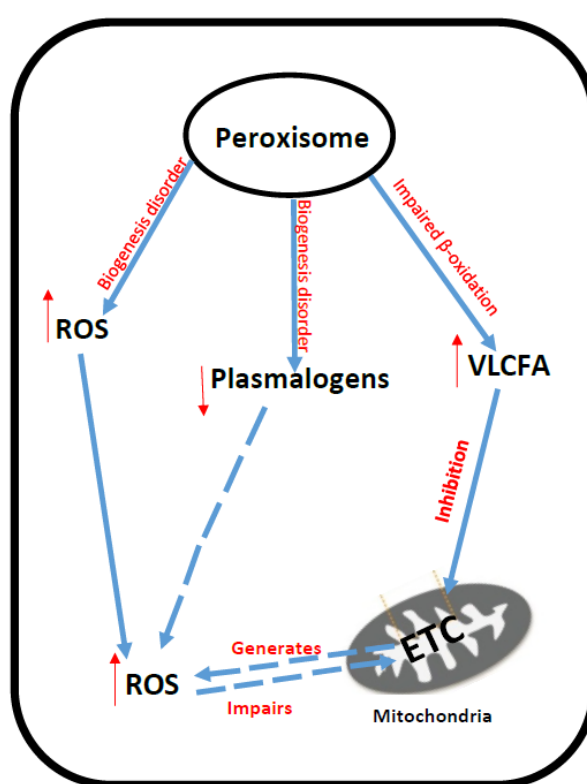 Peroxisome
Biogenesis disorder
Biogenesis disorder
Impaired β-oxidation
ROS
Plasmalogens
VLCFA
Inhibition
ETC
Generates
ROS
Impairs
Mitochondria